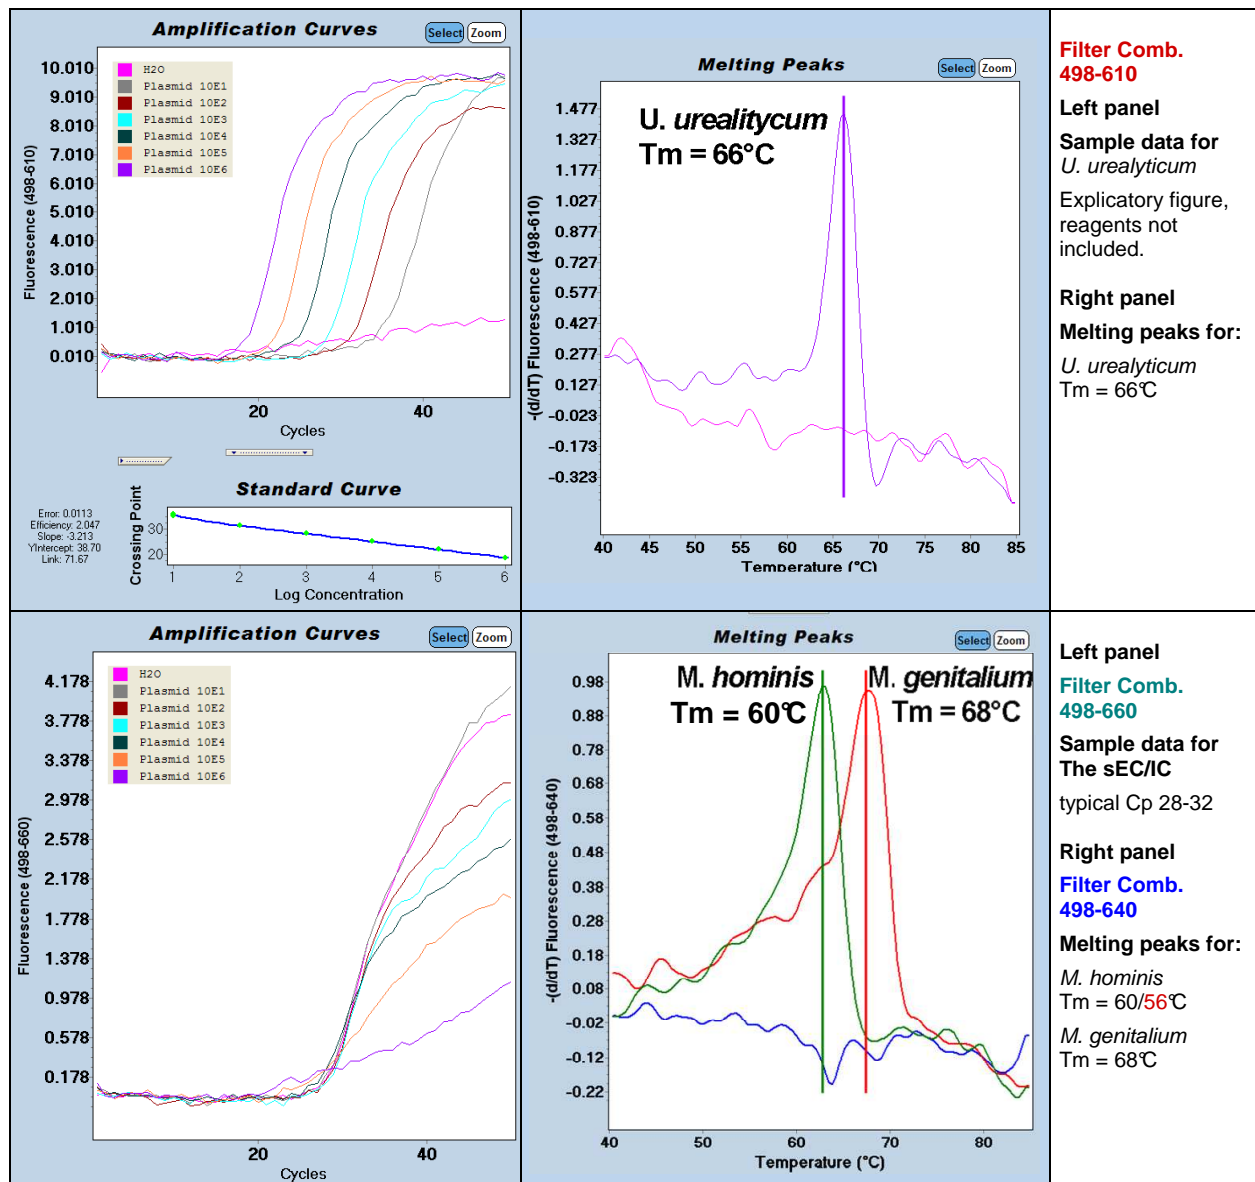 Amplification Curves
Select Zoom
10.010
9.010
8.010
7.010
6.010
5.010
4.010
3.010
2.010
1.010
0.010
Fluorescence (498-610)
H2O
Plasmid 10E1
Plasmid 10E2
Plasmid 10E3
Plasmid 10E4
Plasmid 10E5
Plasmid 10E6
20 40
Cycles
Standard Curve
Error: 0.0113
Efficiency: 2.047
Slope: -3.213
YIntercept: 38.70
Link: 71.67
Crossing Point
30
20
1 2 3 4 5 6
Log Concentration
Melting Peaks
Select Zoom
U. urealitycum
Tm = 66°C
1.477
1.327
1.177
1.027
0.877
0.727
0.577
0.427
0.277
0.127
-0.023
-0.173
-0.323
-(d/dT) Fluorescence (498-610)
40 45 50 55 60 65 70 75 80 85
Temperature (°C)
Filter Comb.
498-610
Left panel
Sample data for
U. urealyticum
Explicatory figure,
reagents not
included.
Right panel
Melting peaks for:
U. urealyticum
Tm = 66°C
Amplification Curves
Select Zoom
4.178
3.778
3.378
2.978
2.578
2.178
1.778
1.378
0.978
0.578
0.178
Fluorescence (498-660)
H2O
Plasmid 10E1
Plasmid 10E2
Plasmid 10E3
Plasmid 10E4
Plasmid 10E5
Plasmid 10E6
20 40
Cycles
Melting Peaks
Select Zoom
M. hominis
Tm = 60°C
M. genitalium
Tm = 68°C
0.98
0.88
0.78
0.68
0.58
0.48
0.38
0.28
0.18
0.08
-0.02
-0.12
-0.22
-(d/dT) Fluorescence (498-640)
40 50 60 70 80
Temperature (°C)
Left panel
Filter Comb.
498-660
Sample data for
The sEC/IC
typical Cp 28-32
Right panel
Filter Comb.
498-640
Melting peaks for:
M. hominis
Tm = 60/56°C
M. genitalium
Tm = 68°C